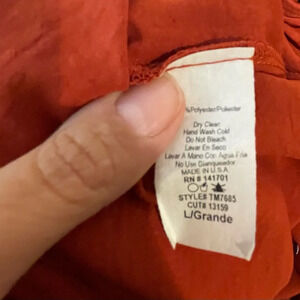 %Polyester/Poliester
Dry Clean
Hand Wash Cold
Do Not Bleach
Lavar En Seco
Lavar A Mano Con Agua Fria
No Use Blanqueador
MADE IN U.S.A
RN # 141701
STYLE# TM7685
CUT# 13159
L/Grande